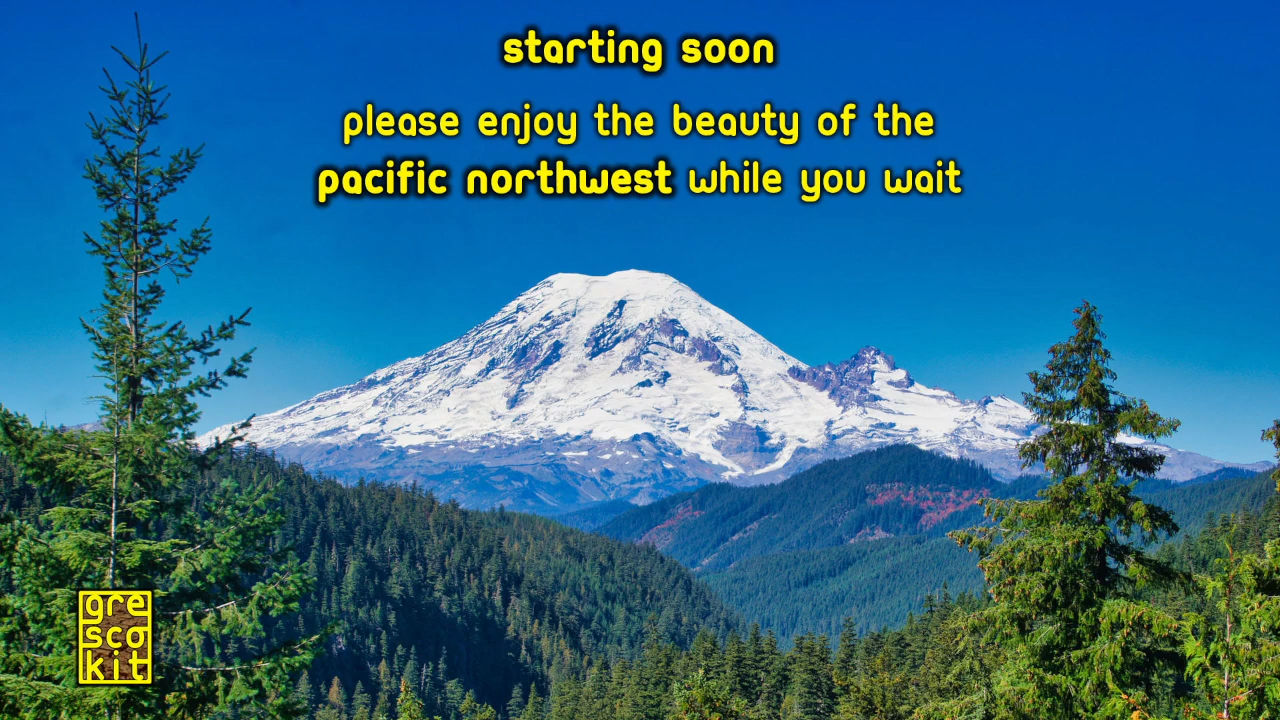 starting soon
please enjoy the beauty of the
pacific northwest while you wait
gre
sco
kit